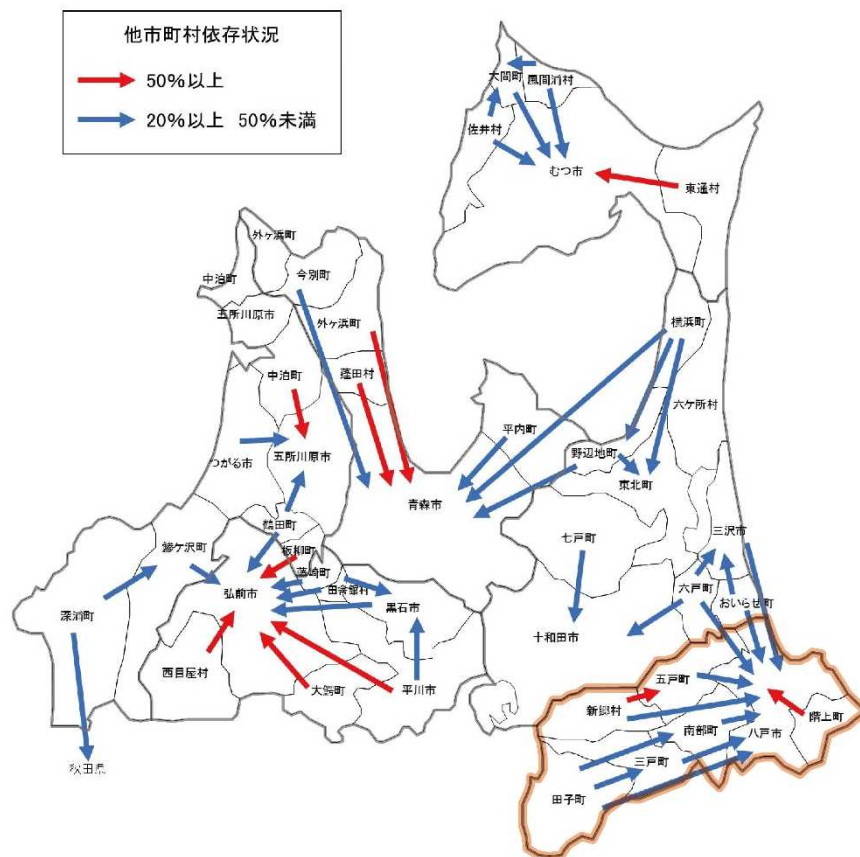 他市町村依存状況
50%以上
20%以上 50%未満
大間町
風間浦村
佐井村
むつ市
東通村
外ヶ浜町
中泊町
今別町
五所川原市
外ヶ浜町
横浜町
中泊町
蓬田村
六ケ所村
平内町
つがる市
五所川原市
野辺地町
東北町
青森市
鶴田町
七戸町
三沢市
鰺ケ沢町
板柳町
藤崎町
弘前市
田舎館村
黒石市
六戸町
おいらせ町
深浦町
十和田市
西目屋村
大鰐町
平川市
五戸町
新郷村
階上町
南部町
八戸市
三戸町
秋田県
田子町